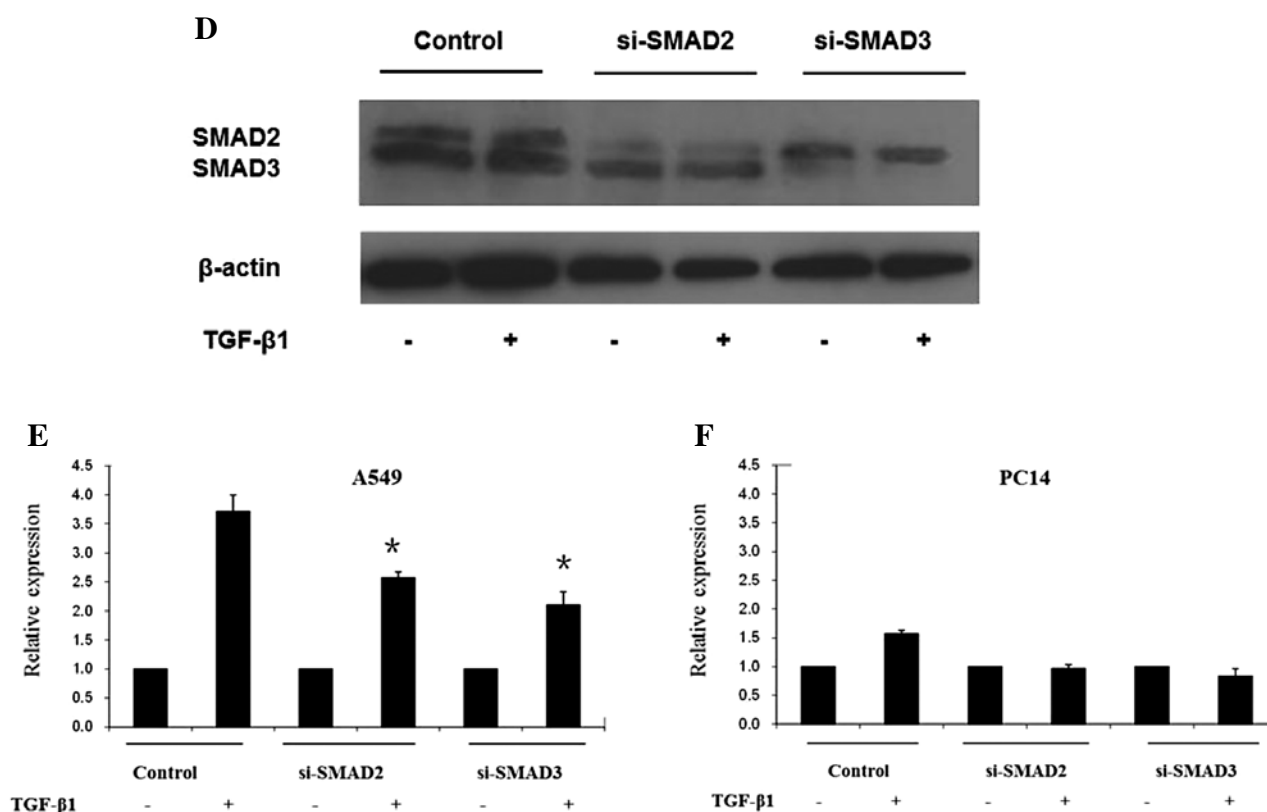 D
Control si-SMAD2 si-SMAD3
SMAD2
SMAD3
β-actin
TGF-β1 - + - + - +
E
A549
4.5
4.0
3.5
3.0
2.5
2.0
1.5
1.0
0.5
0.0
Relative expression
* *
Control si-SMAD2 si-SMAD3
TGF-β1 - + - + - +
F
PC14
4.5
4.0
3.5
3.0
2.5
2.0
1.5
1.0
0.5
0.0
Relative expression
Control si-SMAD2 si-SMAD3
TGF-β1 - + - + - +